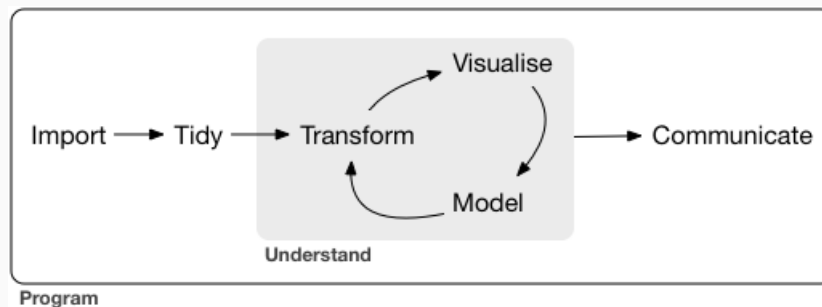 Visualise
Import Tidy Transform Communicate
Model
Understand
Program